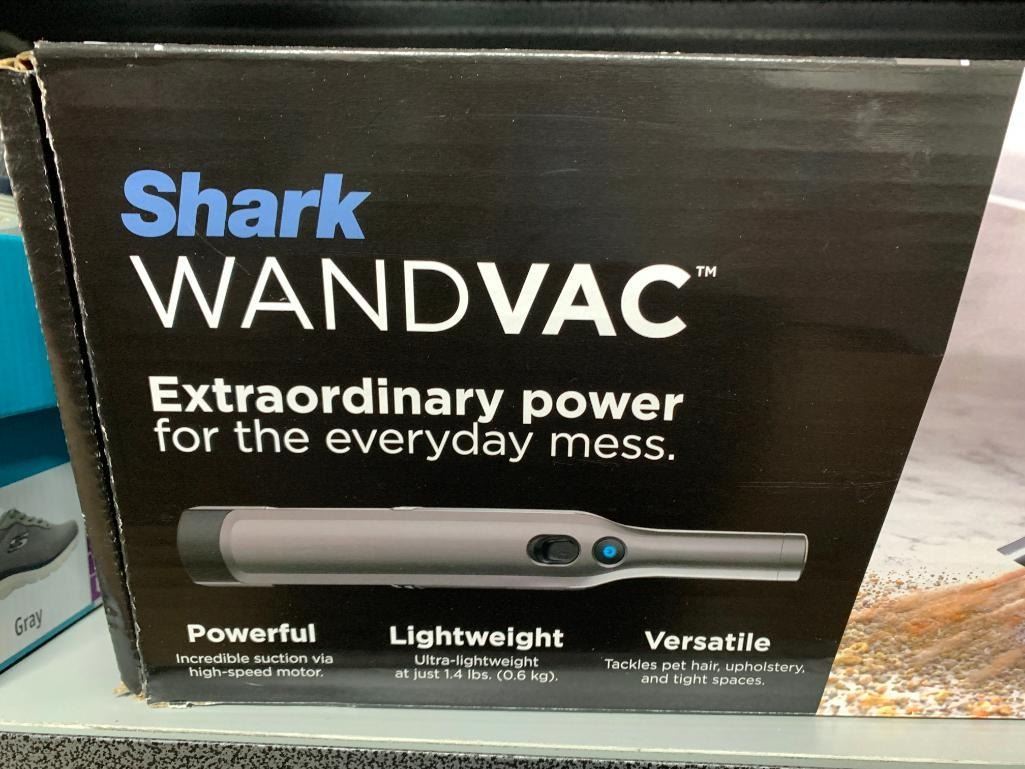 Shark
WANDVAC™
Extraordinary power
for the everyday mess.
Powerful
Incredible suction via
high-speed motor.
Lightweight
Ultra-lightweight
at just 1.4 lbs. (0.6 kg).
Versatile
Tackles pet hair, upholstery,
and tight spaces.
Gray